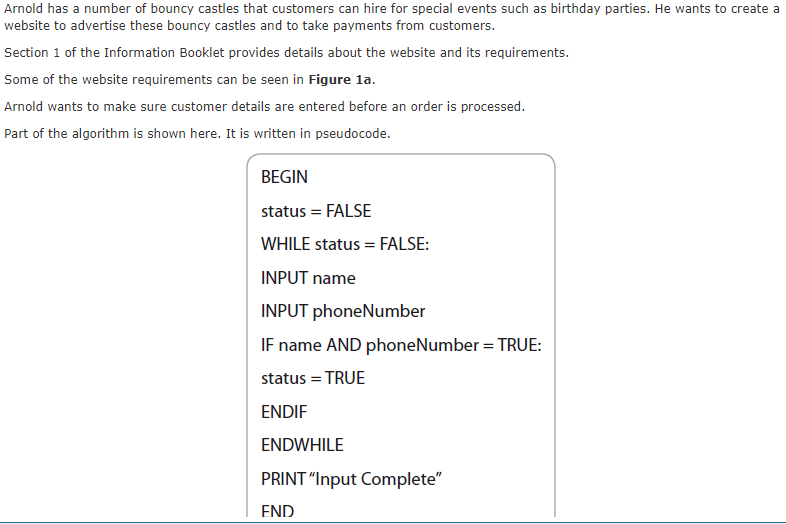 Arnold has a number of bouncy castles that customers can hire for special events such as birthday parties. He wants to create a
website to advertise these bouncy castles and to take payments from customers.
Section 1 of the Information Booklet provides details about the website and its requirements.
Some of the website requirements can be seen in Figure 1a.
Arnold wants to make sure customer details are entered before an order is processed.
Part of the algorithm is shown here. It is written in pseudocode.
BEGIN
status = FALSE
WHILE status = FALSE:
INPUT name
INPUT phoneNumber
IF name AND phoneNumber = TRUE:
status = TRUE
ENDIF
ENDWHILE
PRINT “Input Complete”
END